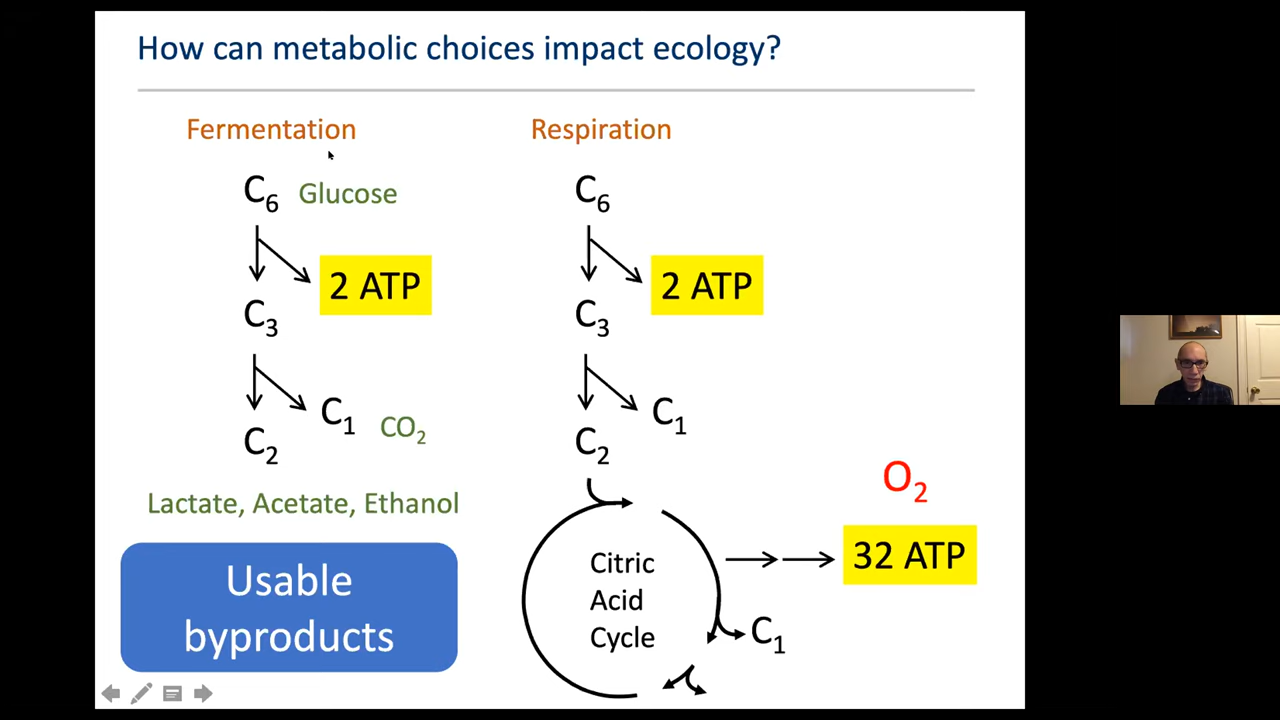 How can metabolic choices impact ecology?
Fermentation
C6 Glucose
2 ATP
C3
C1 CO2
C2
Lactate, Acetate, Ethanol
Usable
byproducts
Respiration
C6
2 ATP
C3
C1
C2
Citric
Acid
Cycle
O2
32 ATP
C1